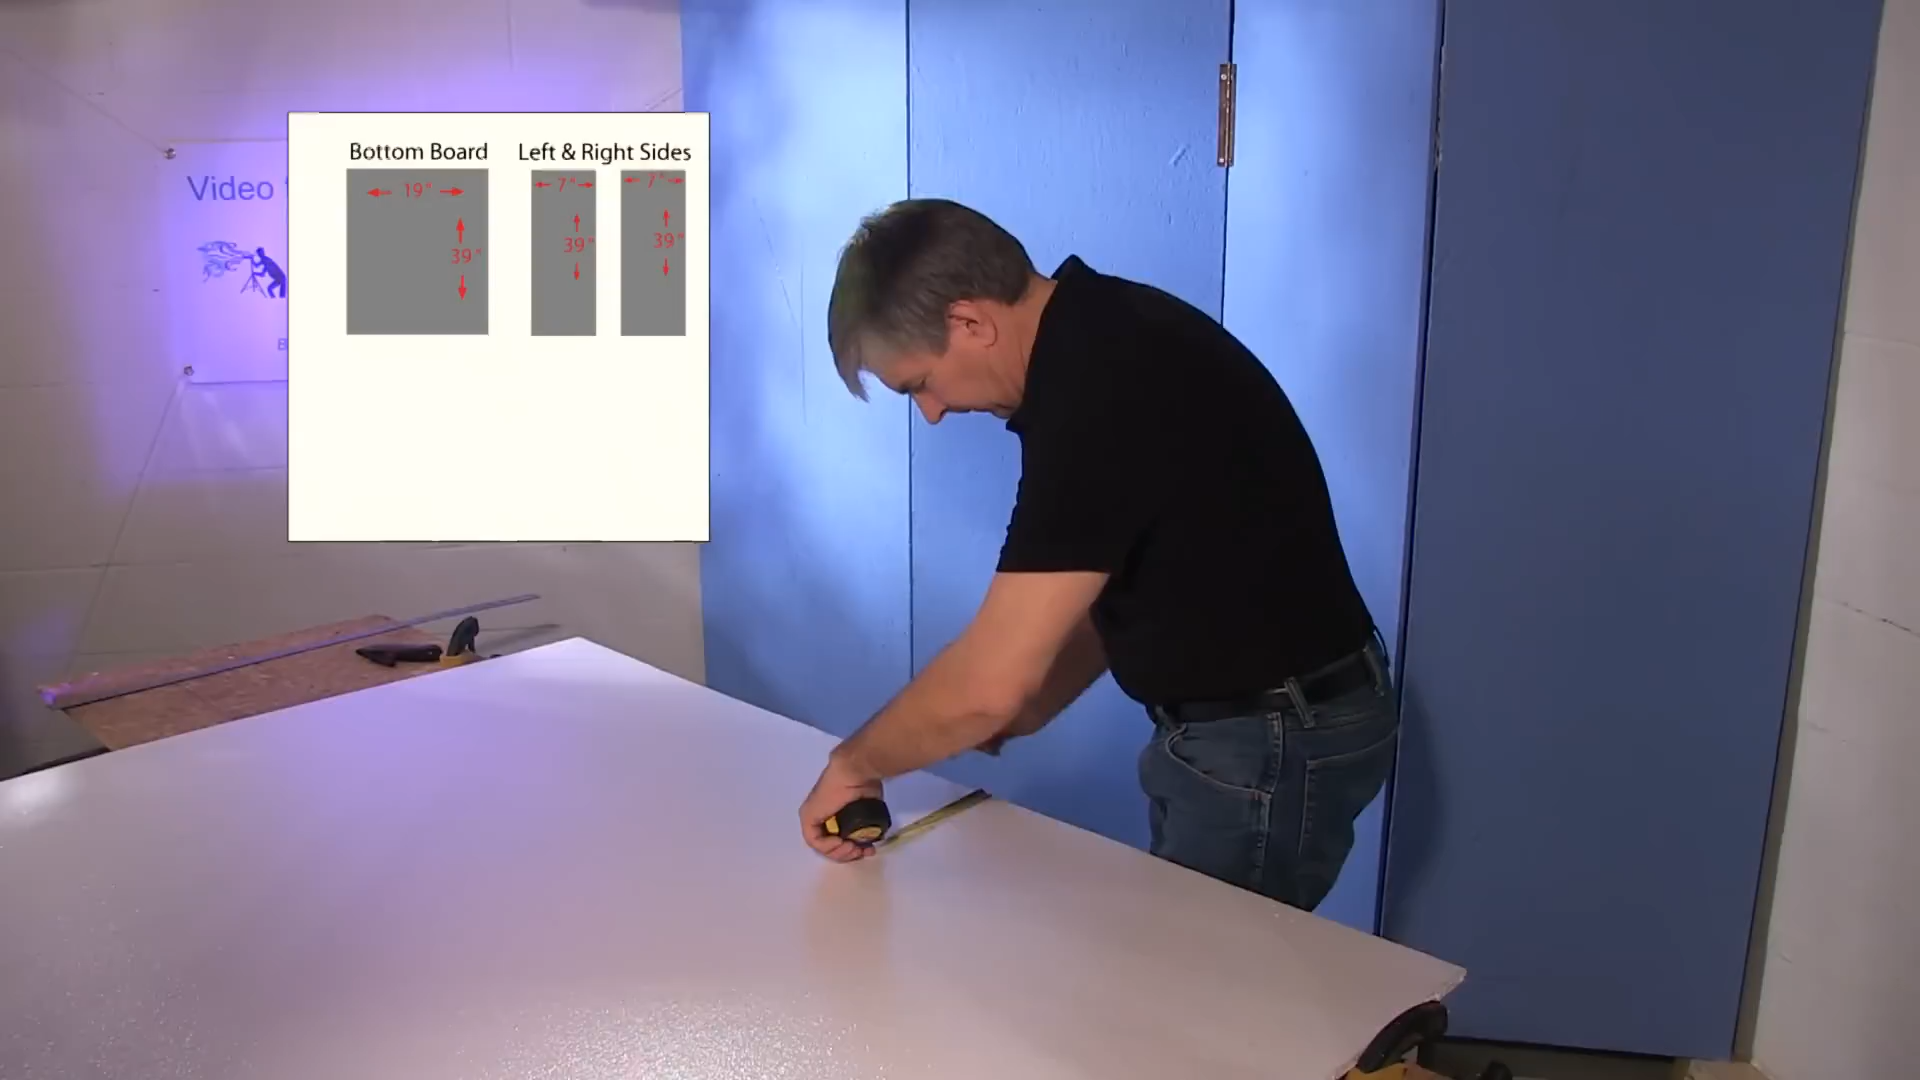 Bottom Board
Left & Right Sides
19"
7"
7"
39"
39"
39"
Video